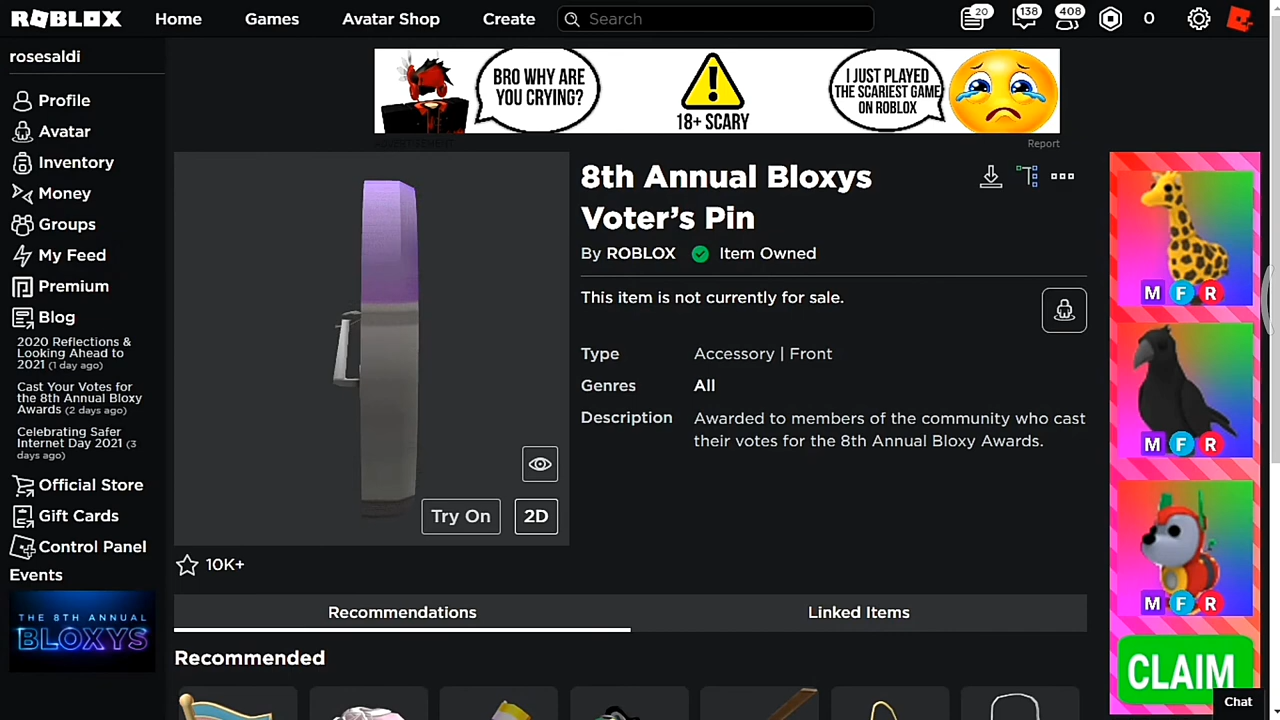 ROBLOX
Home
Games
Avatar Shop
Create
Search
20
138
408
0
rosesaldi
Profile
Avatar
Inventory
Money
Groups
My Feed
Premium
Blog
2020 Reflections &
Looking Ahead to
2021 (1 day ago)
Cast Your Votes for
the 8th Annual Bloxy
Awards (2 days ago)
Celebrating Safer
Internet Day 2021 (3
days ago)
Official Store
Gift Cards
Control Panel
Events
THE 8TH ANNUAL
BLOXYS
BRO WHY ARE
YOU CRYING?
18+ SCARY
I JUST PLAYED
THE SCARIEST GAME
ON ROBLOX
ADVERTISEMENT
Report
8th Annual Bloxys
Voter's Pin
By ROBLOX
Item Owned
This item is not currently for sale.
Type
Accessory | Front
Genres
All
Description
Awarded to members of the community who cast
their votes for the 8th Annual Bloxy Awards.
Try On
2D
10K+
Recommendations
Linked Items
Recommended
M F R
M F R
M F R
CLAIM
Chat